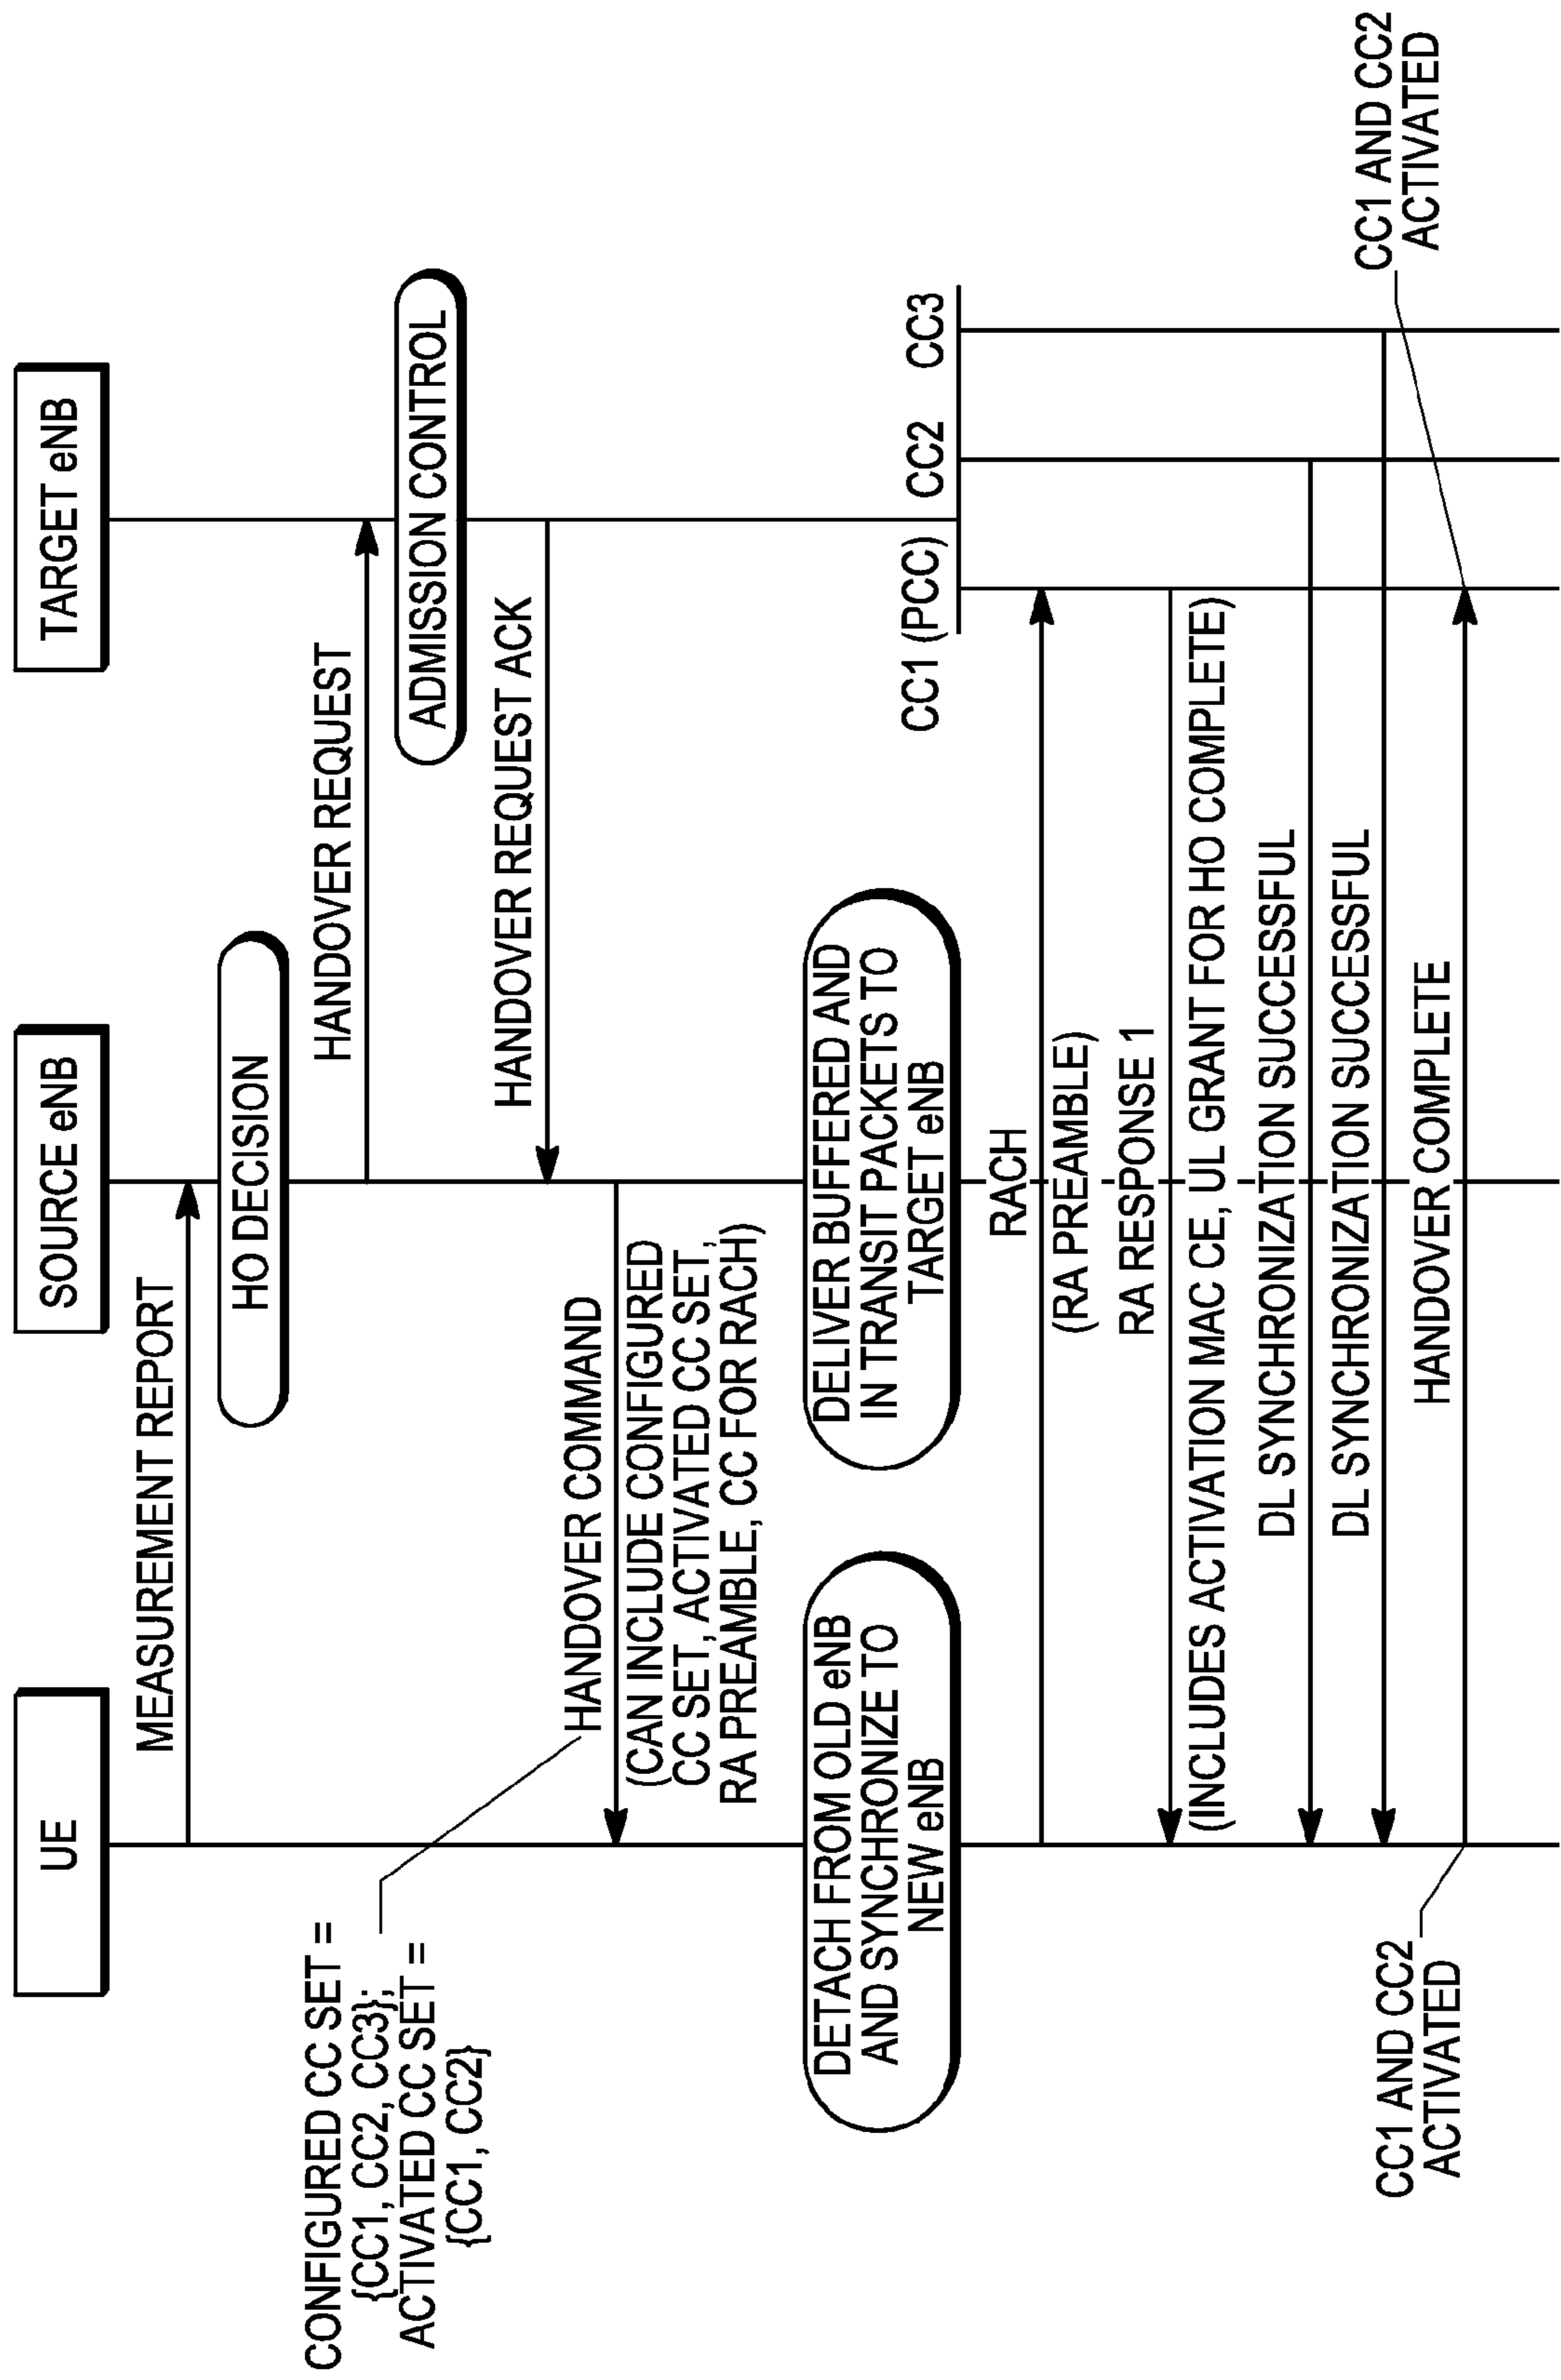 UE
SOURCE eNB
TARGET eNB
MEASUREMENT REPORT
HO DECISION
HANDOVER REQUEST
ADMISSION CONTROL
HANDOVER REQUEST ACK
CONFIGURED CC SET =
{CC1, CC2, CC3};
ACTIVATED CC SET =
{CC1, CC2}
HANDOVER COMMAND
(CAN INCLUDE CONFIGURED
CC SET, ACTIVATED CC SET,
RA PREAMBLE, CC FOR RACH)
DETACH FROM OLD eNB
AND SYNCHRONIZE TO
NEW eNB
DELIVER BUFFERED AND
IN TRANSIT PACKETS TO
TARGET eNB
CC1 (PCC) CC2 CC3
RACH
(RA PREAMBLE)
RA RESPONSE 1
(INCLUDES ACTIVATION MAC CE, UL GRANT FOR HO COMPLETE)
DL SYNCHRONIZATION SUCCESSFUL
DL SYNCHRONIZATION SUCCESSFUL
HANDOVER COMPLETE
CC1 AND CC2
ACTIVATED
CC1 AND CC2
ACTIVATED